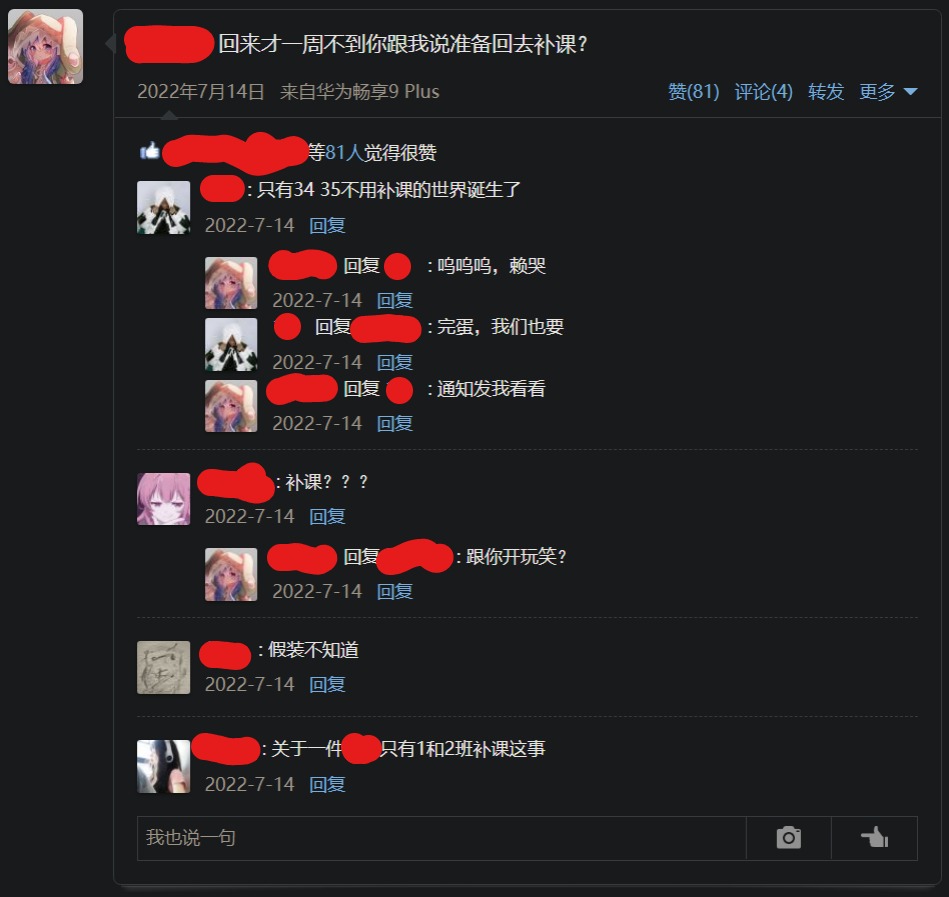 回来才一周不到你跟我说准备回去补课？
2022年7月14日 来自华为畅享9 Plus 赞(81) 评论(4) 转发 更多
等81人觉得很赞
：只有34 35不用补课的世界诞生了
2022-7-14 回复
回复 ：呜呜呜，赖哭
2022-7-14 回复
回复 ：完蛋，我们也要
2022-7-14 回复
回复 ：通知发我看看
2022-7-14 回复
：补课？？？
2022-7-14 回复
回复 ：跟你开玩笑？
2022-7-14 回复
：假装不知道
2022-7-14 回复
：关于一件 只有1和2班补课这事
2022-7-14 回复
我也说一句